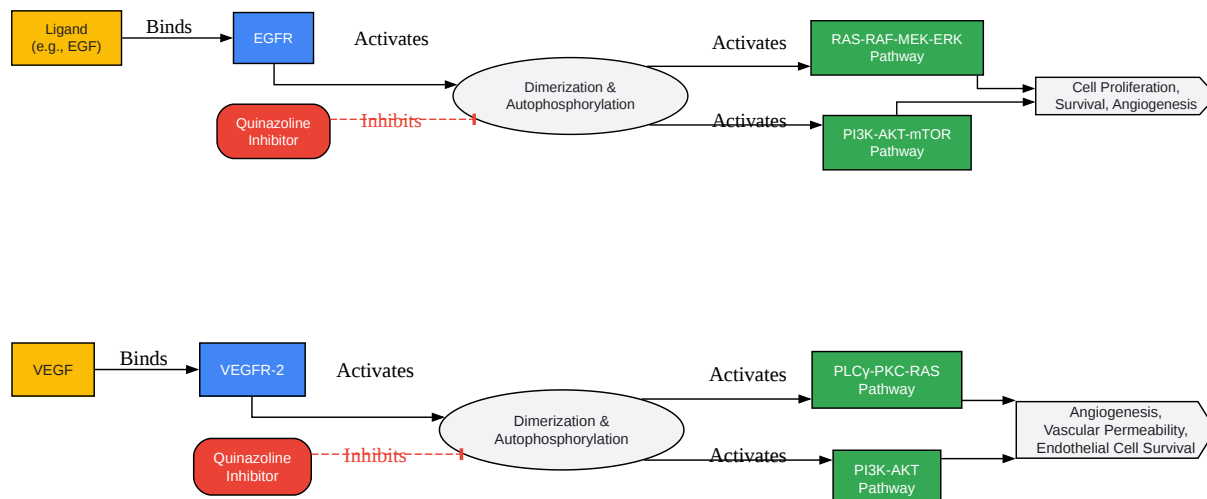 Ligand
(e.g., EGF)
Binds
EGFR
Activates
Dimerization &
Autophosphorylation
Quinazoline
Inhibitor
Inhibits
Activates
RAS-RAF-MEK-ERK
Pathway
Activates
PI3K-AKT-mTOR
Pathway
Cell Proliferation,
Survival, Angiogenesis
VEGF
Binds
VEGFR-2
Activates
Dimerization &
Autophosphorylation
Quinazoline
Inhibitor
Inhibits
Activates
PLCγ-PKC-RAS
Pathway
Activates
PI3K-AKT
Pathway
Angiogenesis,
Vascular Permeability,
Endothelial Cell Survival